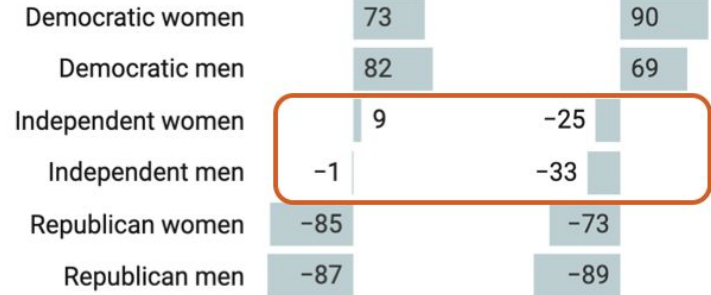 Democratic women 73 90
Democratic men 82 69
Independent women 9 −25
Independent men −1 −33
Republican women −85 −73
Republican men −87 −89